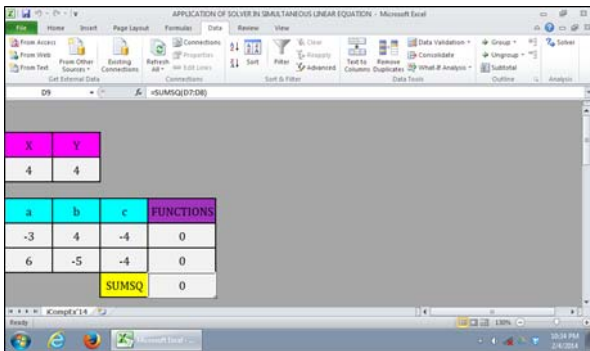 APPLICATION OF SOLVER IN SIMULTANEOUS LINEAR EQUATION - Microsoft Excel
File Home Insert Page Layout Formulas Data Review View
From Access
From Web
From Text
From Other Sources
Existing Connections
Refresh All
Connections
Properties
Edit Links
Sort
Filter
Clear
Reapply
Advanced
Text to Columns
Remove Duplicates
Data Validation
Consolidate
What-If Analysis
Group
Ungroup
Subtotal
Solver
Get External Data Connections Sort & Filter Data Tools Outline Analysis
D9 fx =SUMSQ(D7:D8)
X Y
4 4
a b c FUNCTIONS
-3 4 -4 0
6 -5 -4 0
SUMSQ 0
iComptx'14
Ready 130%
Microsoft Excel - ...
10:34 PM
2/4/2014